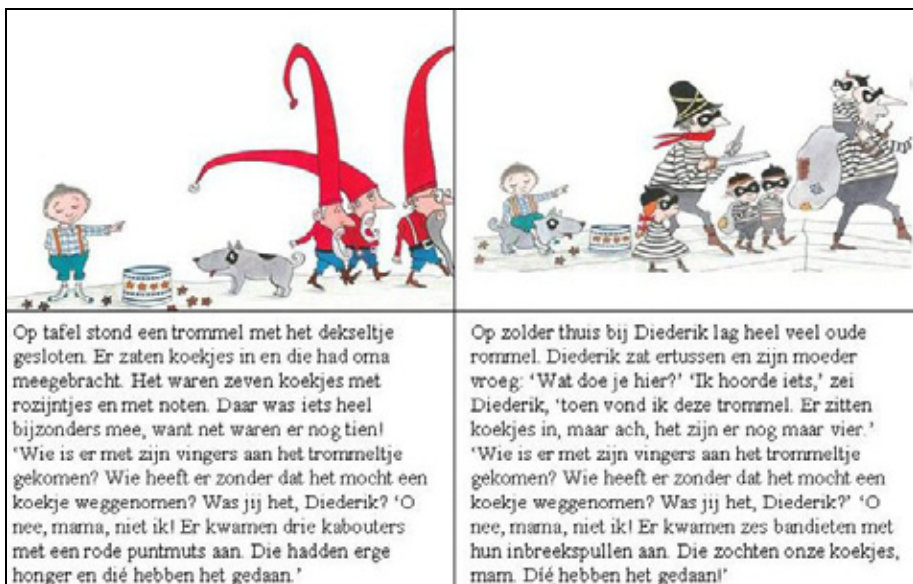 Op tafel stond een trommel met het dekseltje
gesloten. Er zaten koekjes in en die had oma
meegebracht. Het waren zeven koekjes met
rozijntjes en met noten. Daar was iets heel
bijzonders mee, want net waren er nog tien!
‘Wie is er met zijn vingers aan het trommeltje
gekomen? Wie heeft er zonder dat het mocht een
koekje weggenomen? Was jij het, Diederik? ‘O
nee, mama, niet ik! Er kwamen drie kabouters
met een rode puntmuts aan. Die hadden erge
honger en dié hebben het gedaan.’
Op zolder thuis bij Diederik lag heel veel oude
rommel. Diederik zat ertussen en zijn moeder
vroeg: ‘Wat doe je hier?’ ‘Ik hoorde iets,’ zei
Diederik, ‘toen vond ik deze trommel. Er zitten
koekjes in, maar ach, het zijn er nog maar vier.’
‘Wie is er met zijn vingers aan het trommeltje
gekomen? Wie heeft er zonder dat het mocht een
koekje weggenomen? Was jij het, Diederik?’ ‘O
nee, mama, niet ik! Er kwamen zes bandieten met
hun inbreekspullen aan. Die zochten onze koekjes,
mam. Díé hebben het gedaan!’